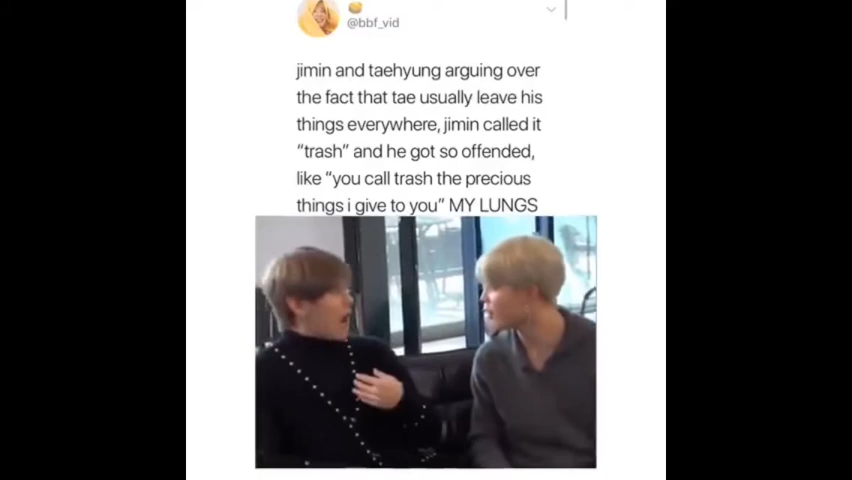 @bbf_vid
jimin and taehyung arguing over
the fact that tae usually leave his
things everywhere, jimin called it
“trash” and he got so offended,
like “you call trash the precious
things i give to you” MY LUNGS